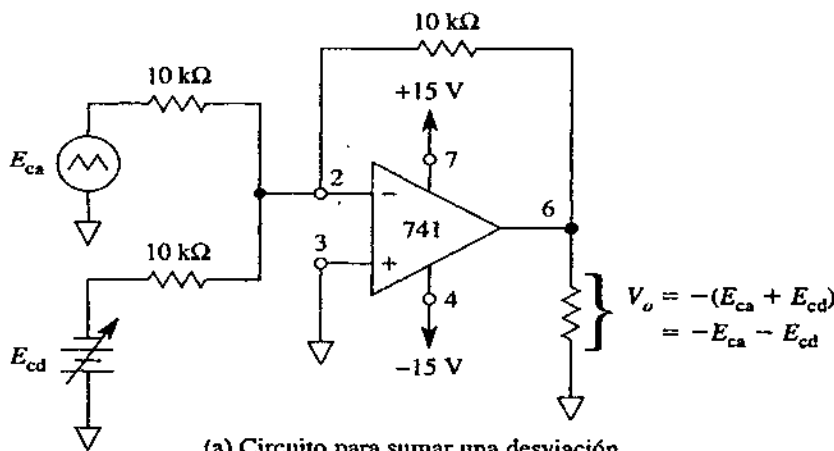 10 kΩ
10 kΩ
+15 V
E_ca
7
2
−
6
741
3
+
10 kΩ
4
V_o = −(E_ca + E_cd)
= −E_ca − E_cd
E_cd
−15 V
(a) Circuito para sumar una desviación